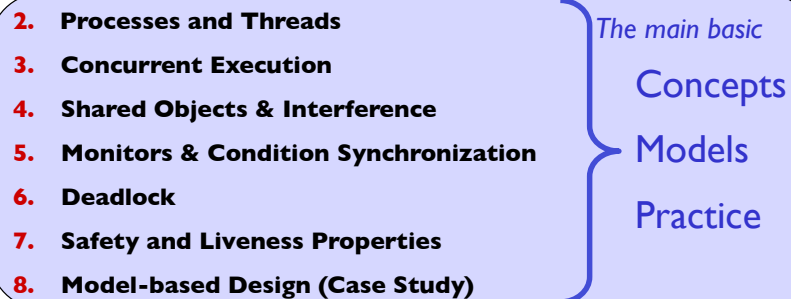 2. Processes and Threads
3. Concurrent Execution
4. Shared Objects & Interference
5. Monitors & Condition Synchronization
6. Deadlock
7. Safety and Liveness Properties
8. Model-based Design (Case Study)
The main basic
Concepts
Models
Practice